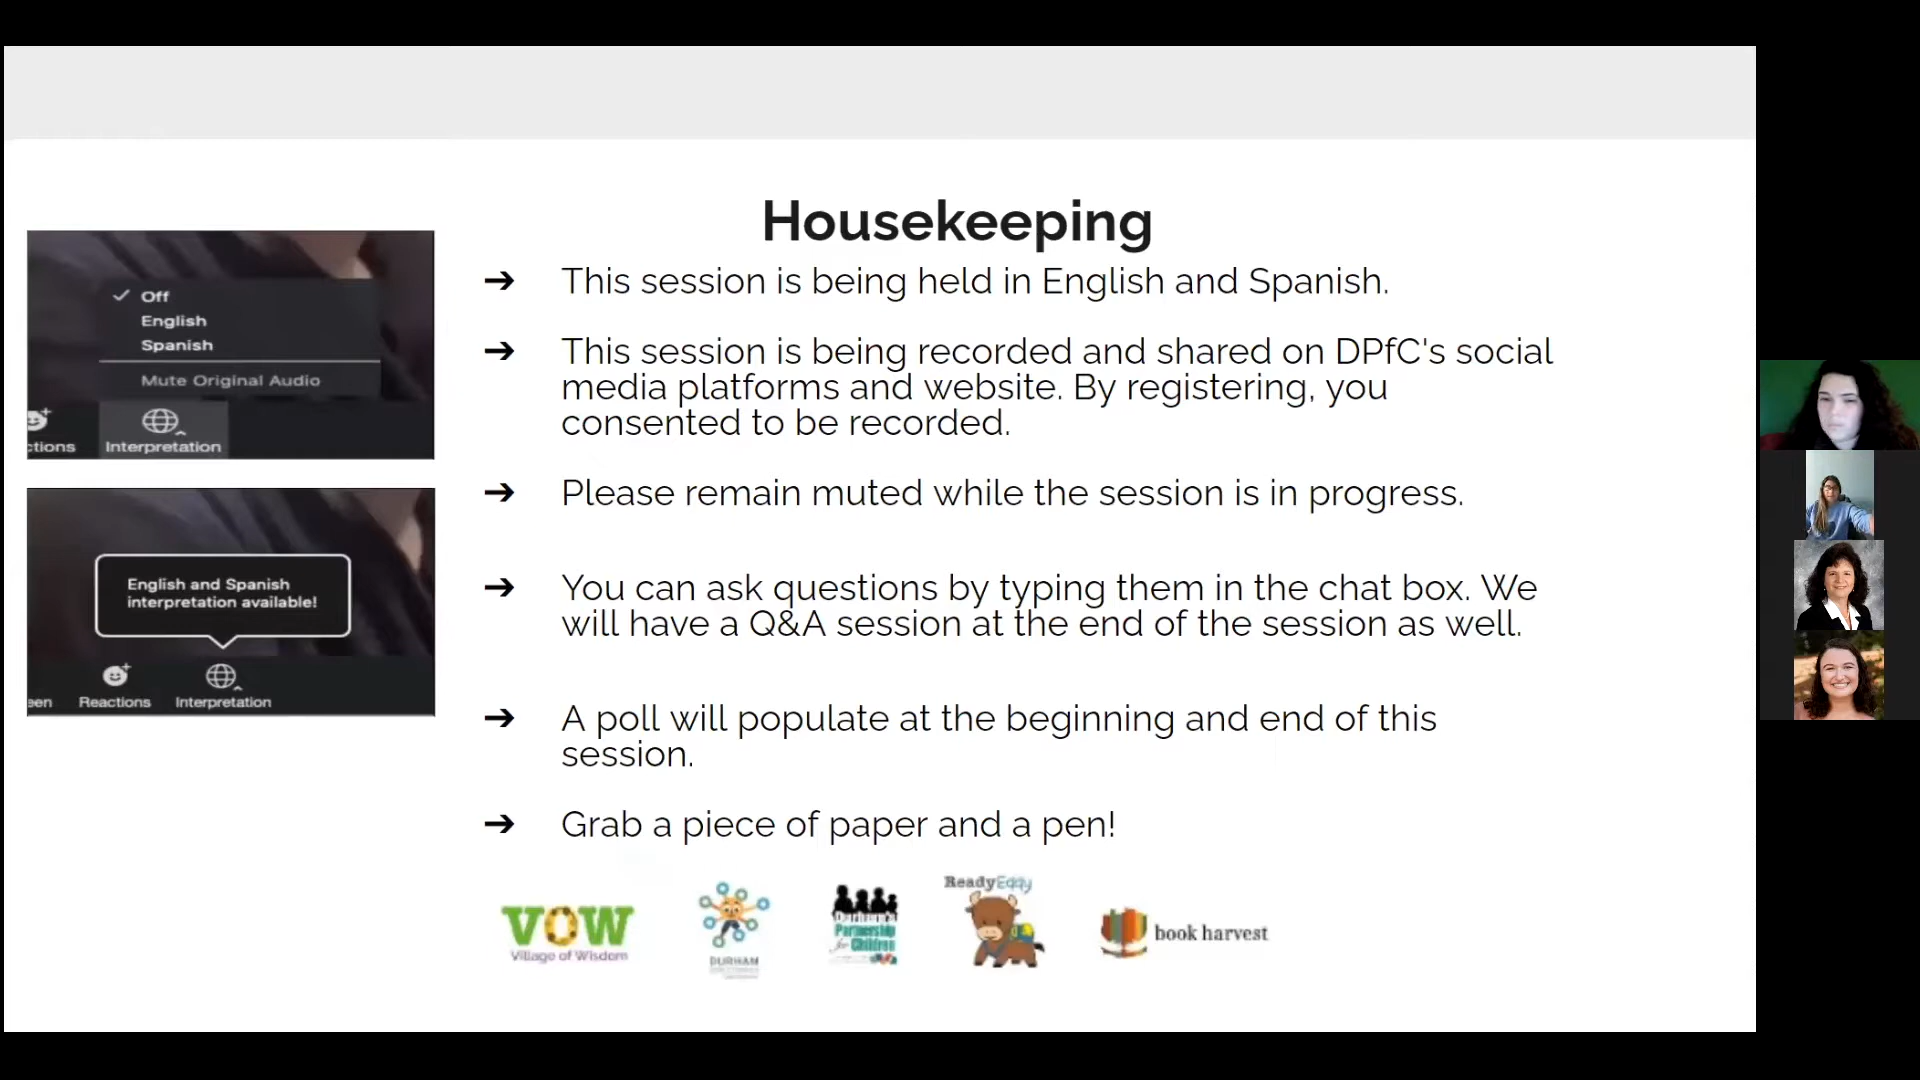 Housekeeping
Off
English
Spanish
Mute Original Audio
ctions
Interpretation
English and Spanish
interpretation available!
een
Reactions
Interpretation
➔ This session is being held in English and Spanish.
➔ This session is being recorded and shared on DPfC's social
media platforms and website. By registering, you
consented to be recorded.
➔ Please remain muted while the session is in progress.
➔ You can ask questions by typing them in the chat box. We
will have a Q&A session at the end of the session as well.
➔ A poll will populate at the beginning and end of this
session.
➔ Grab a piece of paper and a pen!
VOW
Village of Wisdom
DURHAM
Durham's
Partnership
for Children
ReadyEddy
book harvest